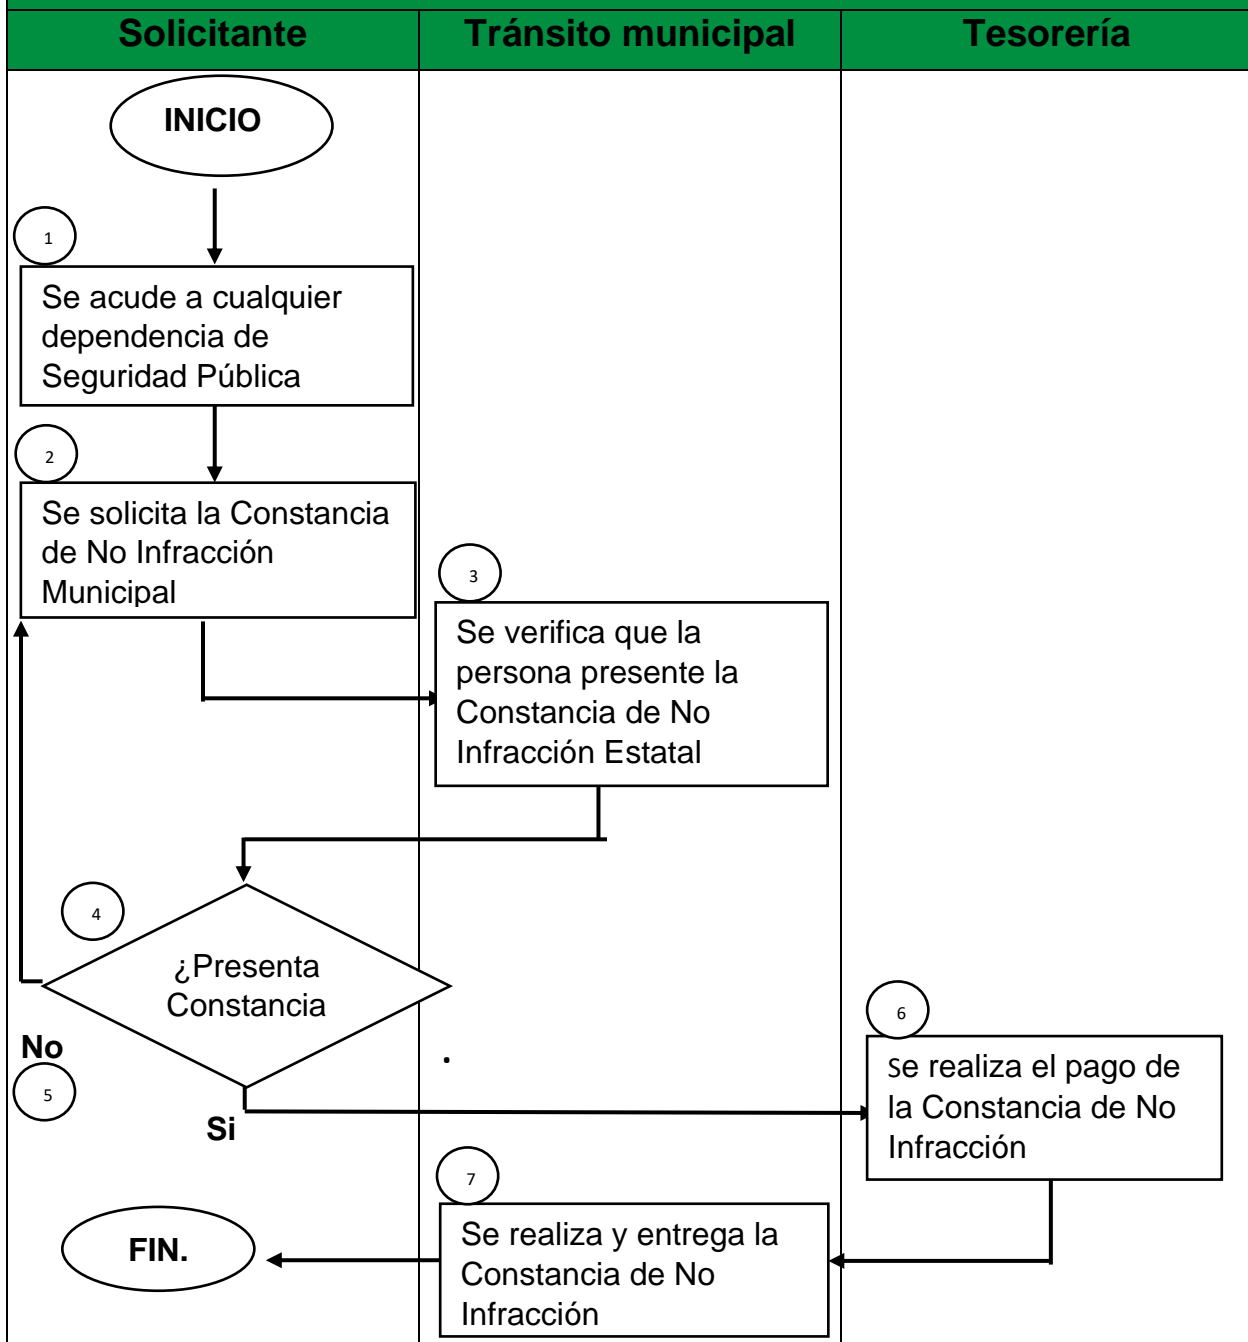 Solicitante
Tránsito municipal
Tesorería
INICIO
1
Se acude a cualquier
dependencia de
Seguridad Pública
2
Se solicita la Constancia
de No Infracción
Municipal
3
Se verifica que la
persona presente la
Constancia de No
Infracción Estatal
4
¿Presenta
Constancia
No
5
Si
.
6
Se realiza el pago de
la Constancia de No
Infracción
7
Se realiza y entrega la
Constancia de No
Infracción
FIN.